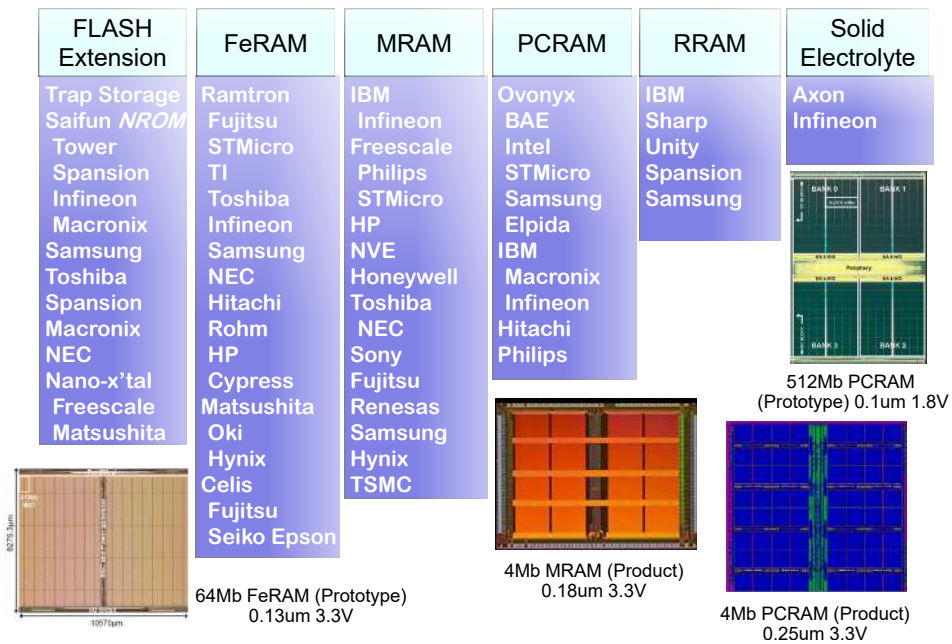 FLASH
Extension
Trap Storage
Saifun NROM
Tower
Spansion
Infineon
Macronix
Samsung
Toshiba
Spansion
Macronix
NEC
Nano-x'tal
Freescale
Matsushita
FeRAM
Ramtron
Fujitsu
STMicro
TI
Toshiba
Infineon
Samsung
NEC
Hitachi
Rohm
HP
Cypress
Matsushita
Oki
Hynix
Celis
Fujitsu
Seiko Epson
MRAM
IBM
Infineon
Freescale
Philips
STMicro
HP
NVE
Honeywell
Toshiba
NEC
Sony
Fujitsu
Renesas
Samsung
Hynix
TSMC
PCRAM
Ovonyx
BAE
Intel
STMicro
Samsung
Elpida
IBM
Macronix
Infineon
Hitachi
Philips
RRAM
IBM
Sharp
Unity
Spansion
Samsung
Solid
Electrolyte
Axon
Infineon
BANK 0
BANK 1
Periphery
BANK 3
512Mb PCRAM
(Prototype) 0.1um 1.8V
10570μm
64Mb FeRAM (Prototype)
0.13um 3.3V
4Mb MRAM (Product)
0.18um 3.3V
4Mb PCRAM (Product)
0.25um 3.3V